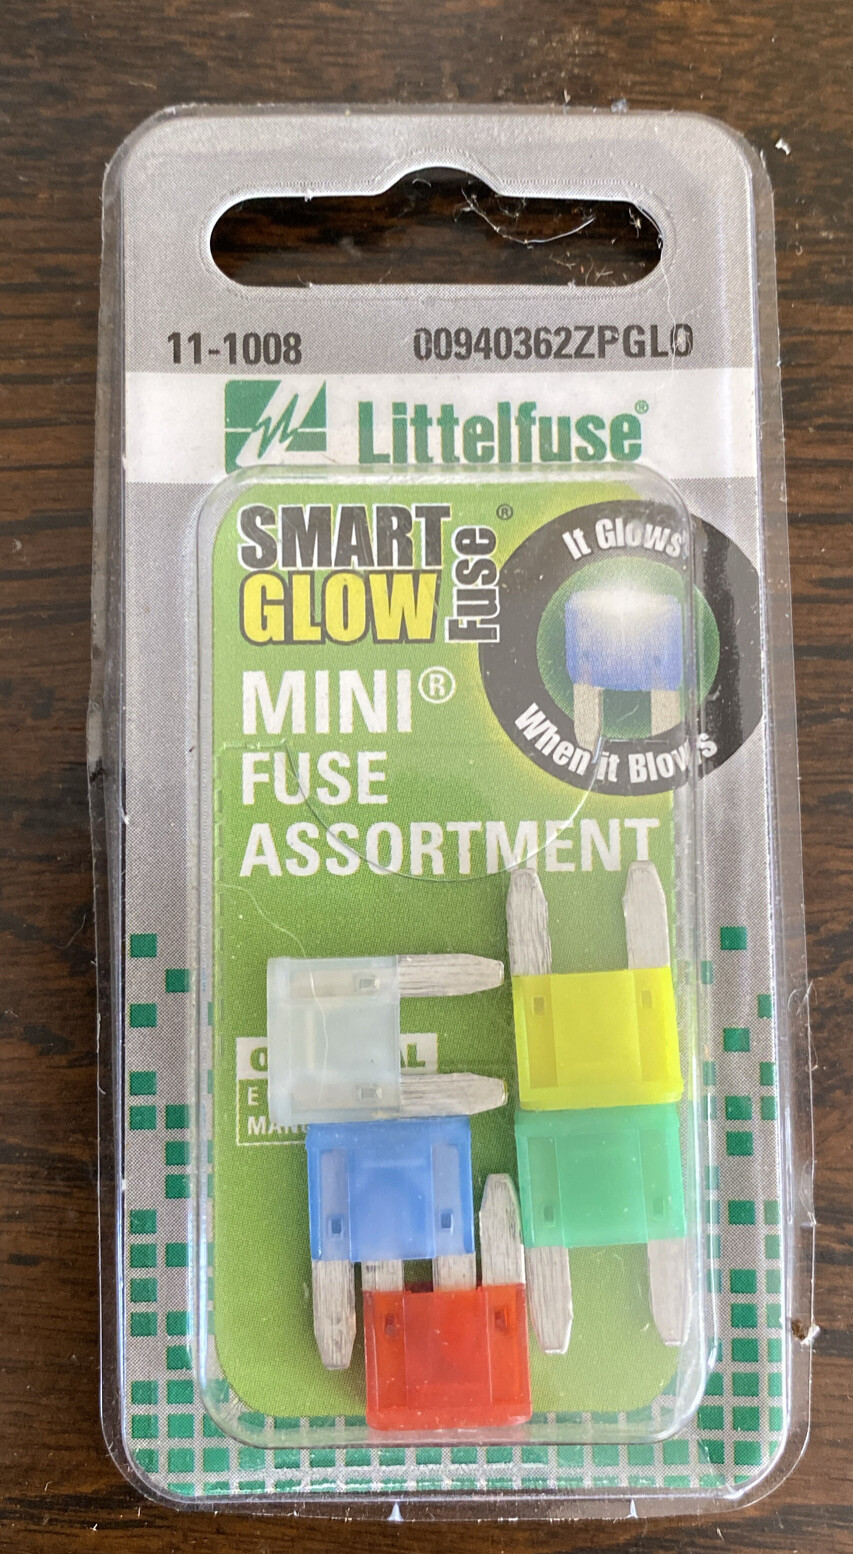 11-1008 00940362ZPGLO
Littelfuse®
SMART
GLOW
Fuse®
It Glows
When it Blows
MINI®
FUSE
ASSORTMENT